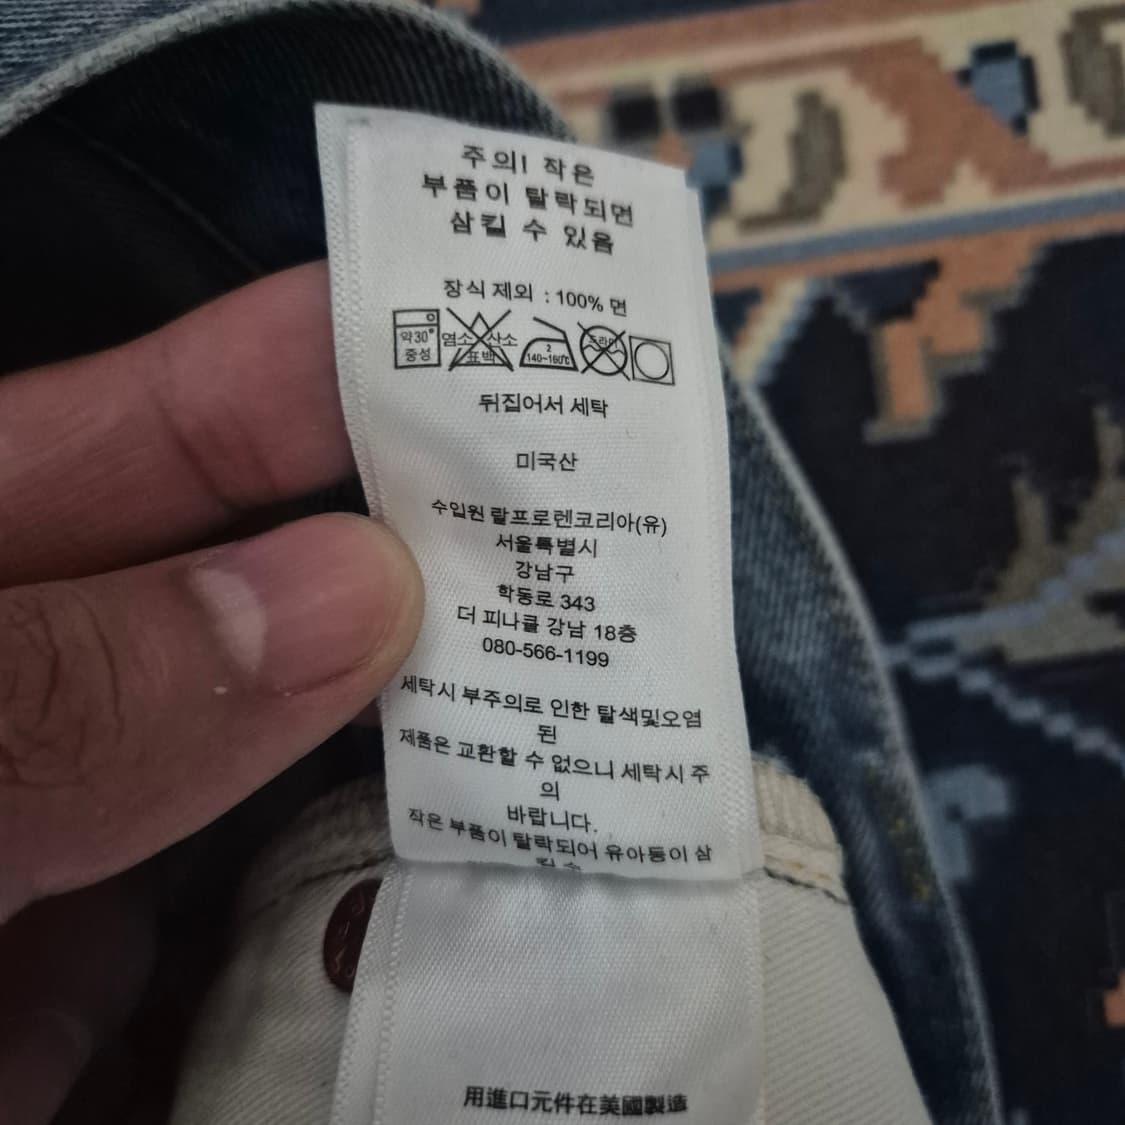 주의! 작은
부품이 탈락되면
삼킬 수 있음
장식 제외 : 100% 면
약30°
중성
염소 산소
표백
2
140~160℃
드라이
뒤집어서 세탁
미국산
수입원 랄프로렌코리아(유)
서울특별시
강남구
학동로 343
더 피나클 강남 18층
080-566-1199
세탁시 부주의로 인한 탈색및오염
된
제품은 교환할 수 없으니 세탁시 주
의
바랍니다.
작은 부품이 탈락되어 유아등이 삼
킬 수
用進口元件在美國製造